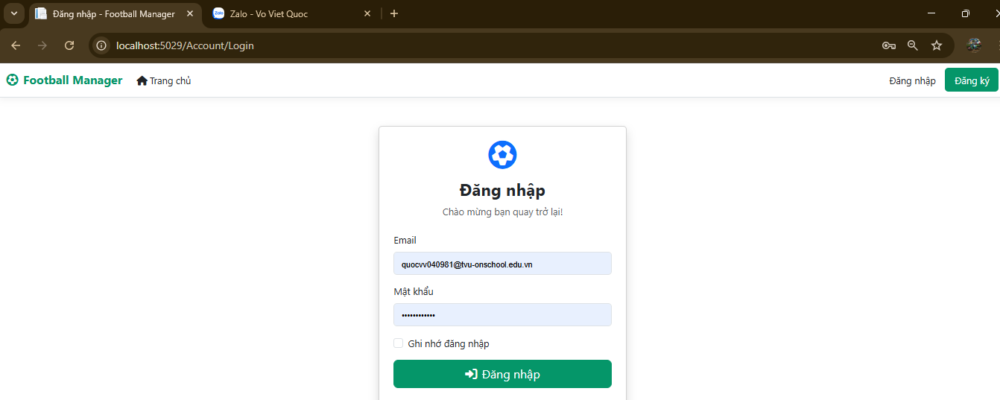 Đăng nhập - Football Manager
Zalo - Vo Viet Quoc
localhost:5029/Account/Login
Football Manager
Trang chủ
Đăng nhập
Đăng ký
Đăng nhập
Chào mừng bạn quay trở lại!
Email
quocvv040981@tvu-onschool.edu.vn
Mật khẩu
••••••••••••
Ghi nhớ đăng nhập
Đăng nhập